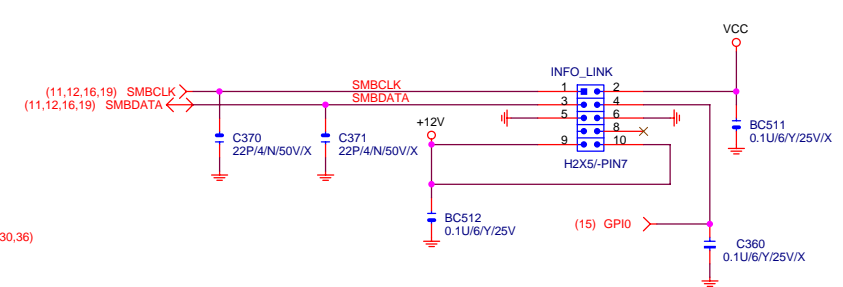 VCC
INFO_LINK
(11,12,16,19) SMBCLK SMBCLK 1 2
(11,12,16,19) SMBDATA SMBDATA 3 4
5 6
+12V
8
9 10
C370
22P/4/N/50V/X
C371
22P/4/N/50V/X
BC511
0.1U/6/Y/25V/X
H2X5/-PIN7
BC512
0.1U/6/Y/25V
(15) GPI0
30,36)
C360
0.1U/6/Y/25V/X